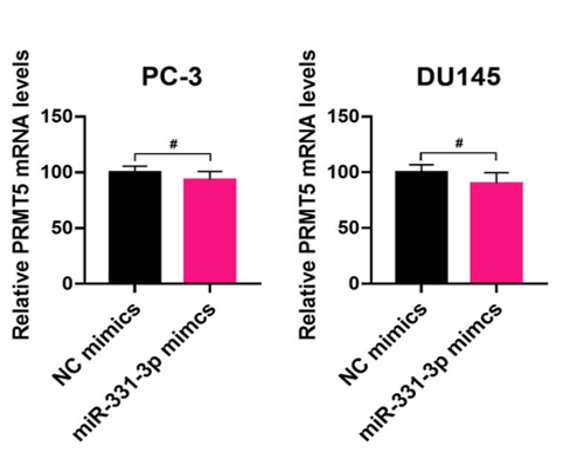 PC-3
Relative PRMT5 mRNA levels
150
100
50
0
#
NC mimics
miR-331-3p mimcs
DU145
Relative PRMT5 mRNA levels
150
100
50
0
#
NC mimics
miR-331-3p mimcs